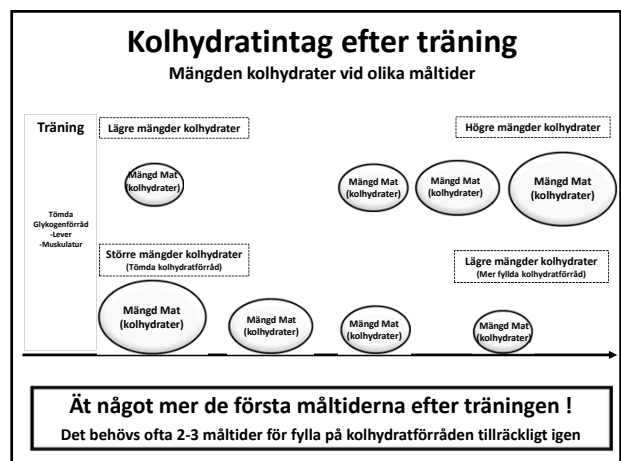 Kolhydratintag efter träning
Mängden kolhydrater vid olika måltider
Träning
Tömda
Glykogenförråd
-Lever
-Muskulatur
Lägre mängder kolhydrater
Högre mängder kolhydrater
Mängd Mat
(kolhydrater)
Mängd Mat
(kolhydrater)
Mängd Mat
(kolhydrater)
Mängd Mat
(kolhydrater)
Större mängder kolhydrater
(Tömda kolhydratförråd)
Lägre mängder kolhydrater
(Mer fyllda kolhydratförråd)
Mängd Mat
(kolhydrater)
Mängd Mat
(kolhydrater)
Mängd Mat
(kolhydrater)
Mängd Mat
(kolhydrater)
Ät något mer de första måltiderna efter träningen !
Det behövs ofta 2-3 måltider för fylla på kolhydratförråden tillräckligt igen